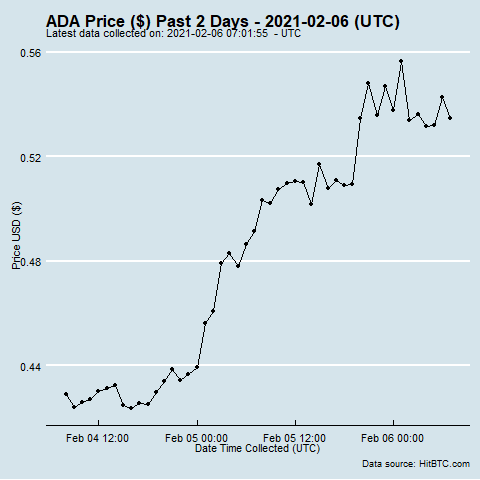 ADA Price ($) Past 2 Days - 2021-02-06 (UTC)
Latest data collected on: 2021-02-06 07:01:55 - UTC
0.56
0.52
0.48
0.44
Price USD ($)
Feb 04 12:00 Feb 05 00:00 Feb 05 12:00 Feb 06 00:00
Date Time Collected (UTC)
Data source: HitBTC.com